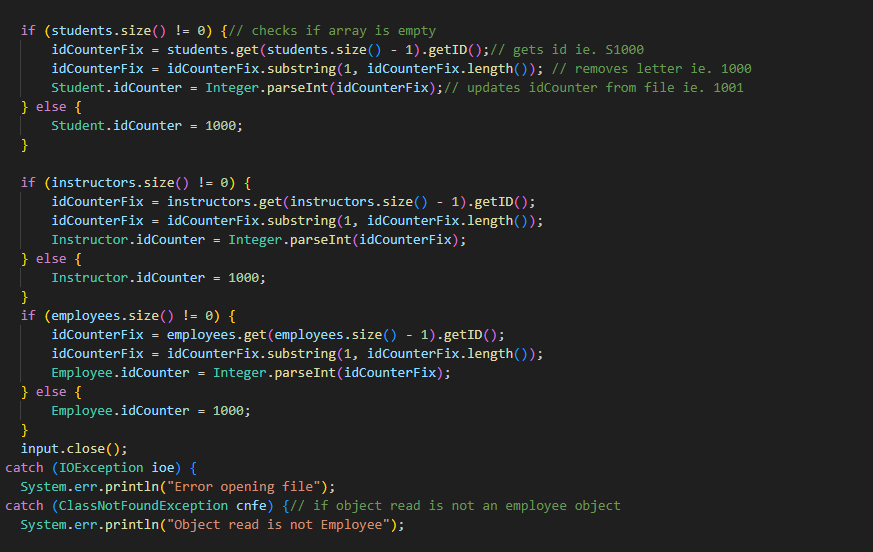 if (students.size() != 0) {// checks if array is empty
idCounterFix = students.get(students.size() - 1).getID();// gets id ie. S1000
idCounterFix = idCounterFix.substring(1, idCounterFix.length()); // removes letter ie. 1000
Student.idCounter = Integer.parseInt(idCounterFix);// updates idCounter from file ie. 1001
} else {
Student.idCounter = 1000;
}
if (instructors.size() != 0) {
idCounterFix = instructors.get(instructors.size() - 1).getID();
idCounterFix = idCounterFix.substring(1, idCounterFix.length());
Instructor.idCounter = Integer.parseInt(idCounterFix);
} else {
Instructor.idCounter = 1000;
}
if (employees.size() != 0) {
idCounterFix = employees.get(employees.size() - 1).getID();
idCounterFix = idCounterFix.substring(1, idCounterFix.length());
Employee.idCounter = Integer.parseInt(idCounterFix);
} else {
Employee.idCounter = 1000;
}
input.close();
catch (IOException ioe) {
System.err.println("Error opening file");
catch (ClassNotFoundException cnfe) {// if object read is not an employee object
System.err.println("Object read is not Employee");